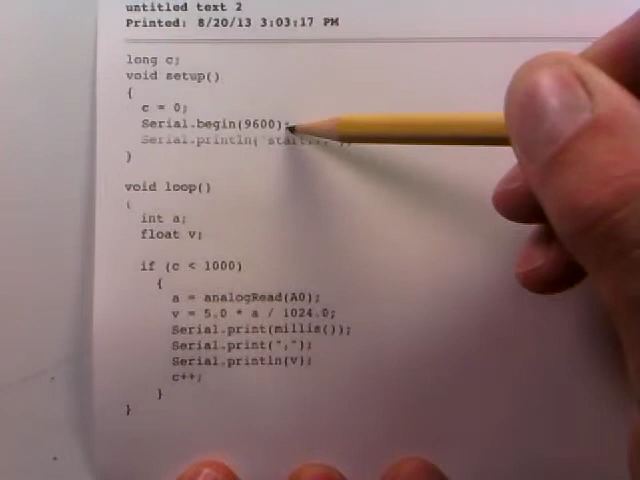 untitled text 2
Printed: 8/20/13 3:03:17 PM
long c;
void setup()
{
c = 0;
Serial.begin(9600);
Serial.println("start...");
}
void loop()
{
int a;
float v;
if (c < 1000)
{
a = analogRead(A0);
v = 5.0 * a / 1024.0;
Serial.print(millis());
Serial.print(",");
Serial.println(v);
c++;
}
}